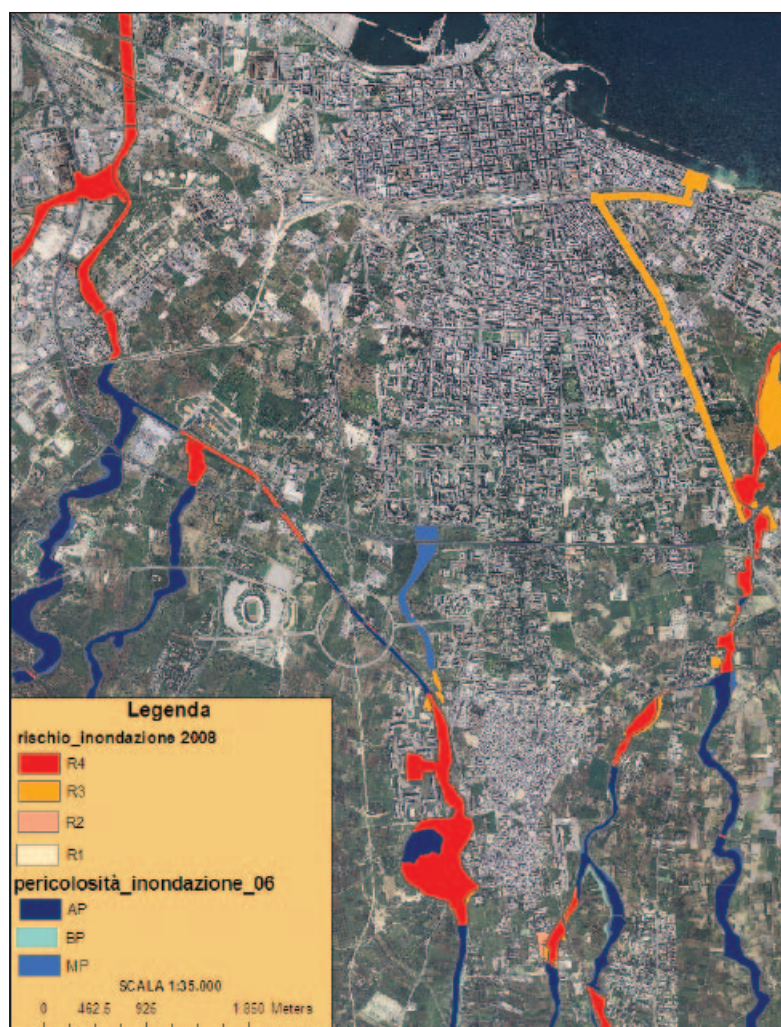 Legenda
rischio_inondazione 2008
R4
R3
R2
R1
pericolosità_inondazione_06
AP
BP
MP
SCALA 1:35.000
0 462.5 925 1.850 Meters